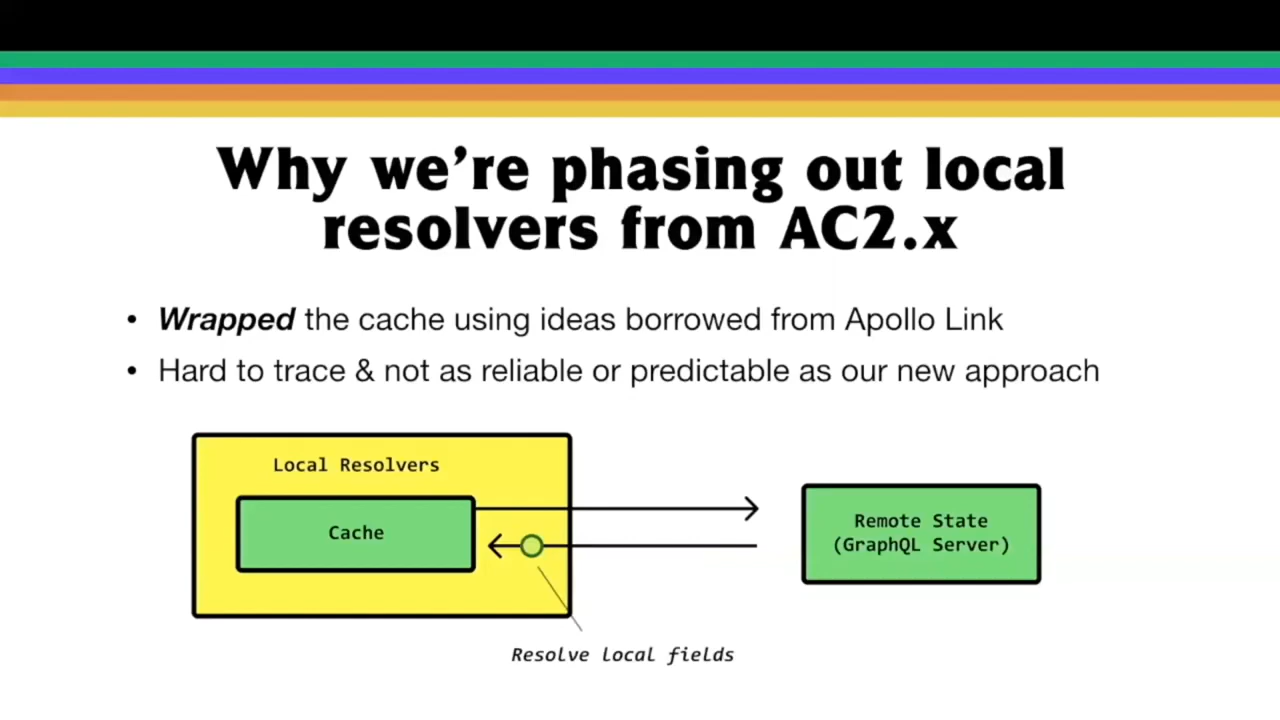 Why we're phasing out local
resolvers from AC2.x
• Wrapped the cache using ideas borrowed from Apollo Link
• Hard to trace & not as reliable or predictable as our new approach
Local Resolvers
Cache
Remote State
(GraphQL Server)
Resolve local fields